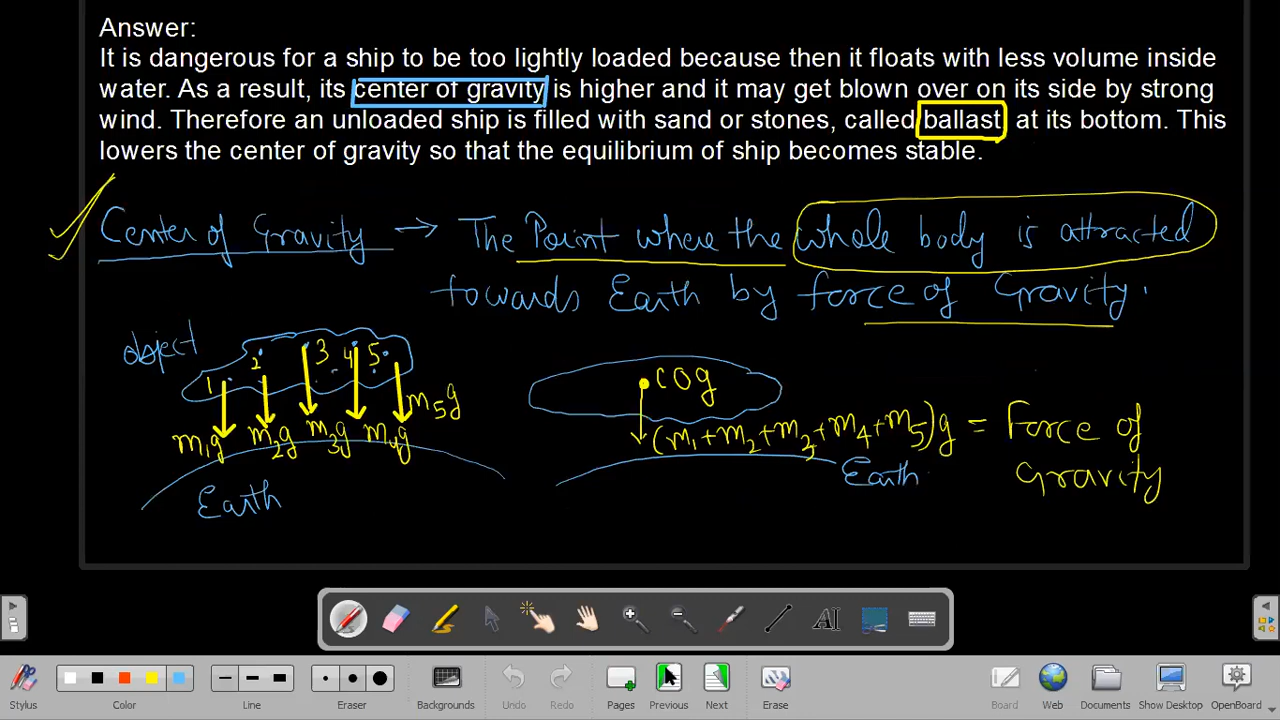 Answer:
It is dangerous for a ship to be too lightly loaded because then it floats with less volume inside
water. As a result, its center of gravity is higher and it may get blown over on its side by strong
wind. Therefore an unloaded ship is filled with sand or stones, called ballast at its bottom. This
lowers the center of gravity so that the equilibrium of ship becomes stable.
Center of Gravity → The Point where the whole body is attracted
towards Earth by force of Gravity.
object
1 2 3 4 5
m₁g m₂g m₃g m₄g m₅g
Earth
COg
(m₁+m₂+m₃+m₄+m₅)g = Force of
Gravity
Earth
AI
Stylus Color Line Eraser Backgrounds Undo Redo Pages Previous Next Erase Board Web Documents Show Desktop OpenBoard